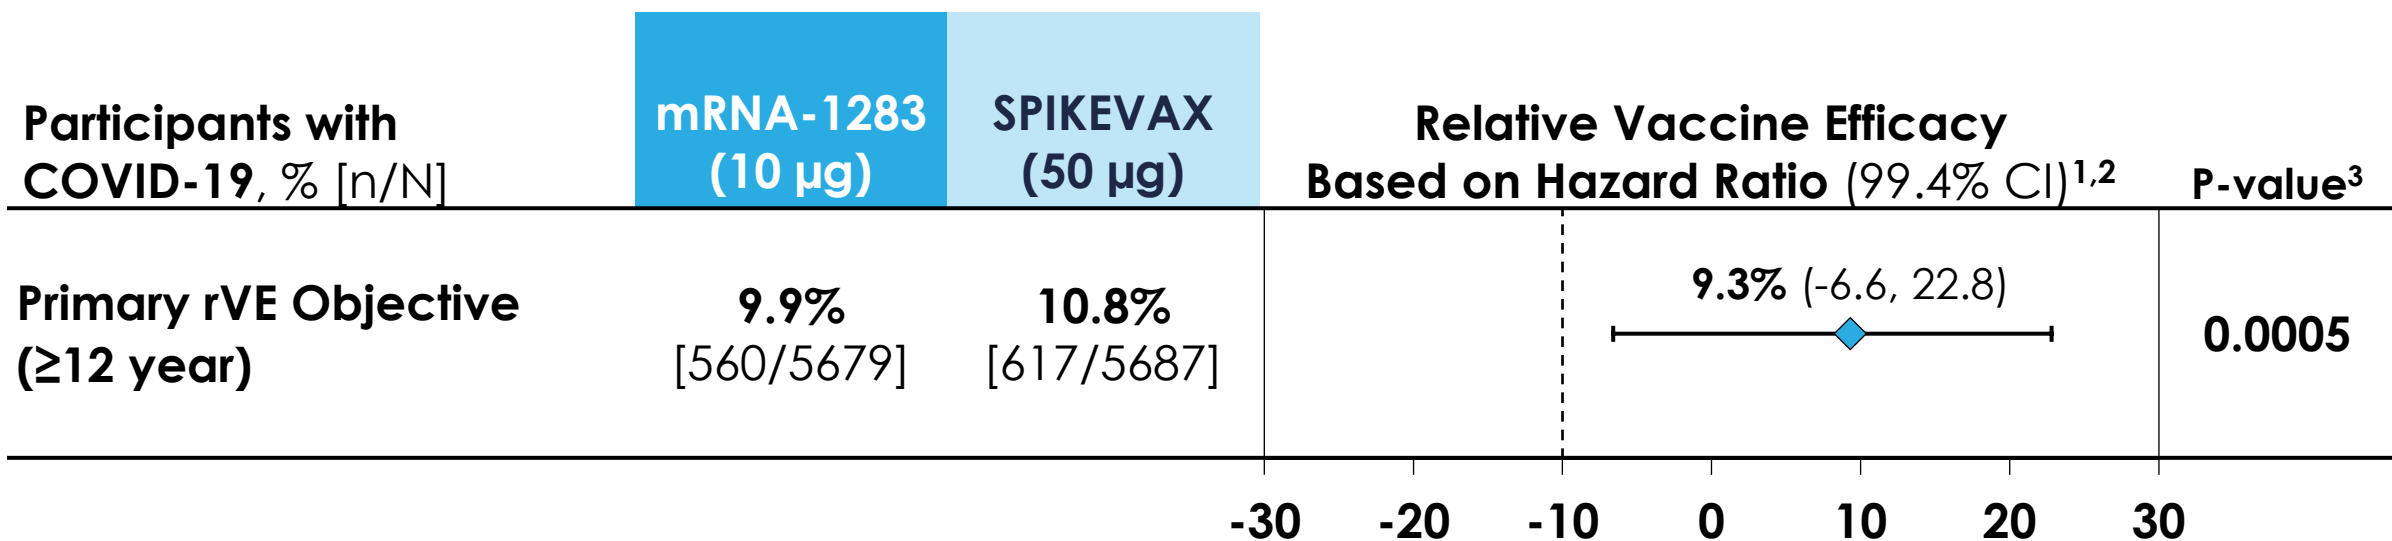 Participants with
COVID-19, % [n/N]
mRNA-1283
(10 µg)
SPIKEVAX
(50 µg)
Relative Vaccine Efficacy
Based on Hazard Ratio (99.4% CI)1,2
P-value3
Primary rVE Objective
(≥12 year)
9.9%
[560/5679]
10.8%
[617/5687]
9.3% (-6.6, 22.8)
0.0005
-30 -20 -10 0 10 20 30